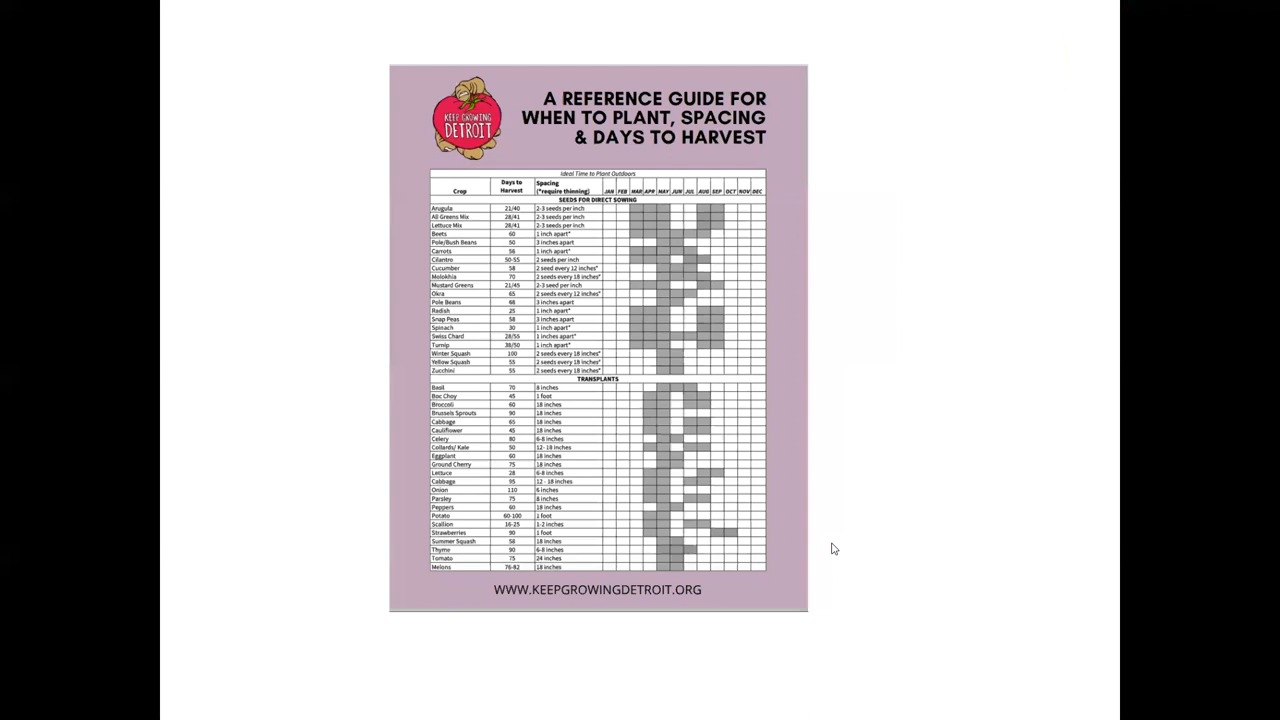 KEEP GROWING
DETROIT
A REFERENCE GUIDE FOR
WHEN TO PLANT, SPACING
& DAYS TO HARVEST
Ideal Time to Plant Outdoors
Crop Days to Harvest Spacing (*require thinning) JAN FEB MAR APR MAY JUN JUL AUG SEP OCT NOV DEC
SEEDS FOR DIRECT SOWING
Arugula 21/40 2-3 seeds per inch
All Greens Mix 28/41 2-3 seeds per inch
Lettuce Mix 28/41 2-3 seeds per inch
Beets 60 1 inch apart*
Pole/Bush Beans 50 3 inches apart
Carrots 56 1 inch apart*
Cilantro 50-55 2 seeds per inch
Cucumber 58 2 seed every 12 inches*
Molokhia 70 2 seeds every 18 inches*
Mustard Greens 21/45 2-3 seed per inch
Okra 65 2 seeds every 12 inches*
Pole Beans 68 3 inches apart
Radish 25 1 inch apart*
Snap Peas 58 3 inches apart
Spinach 30 1 inch apart*
Swiss Chard 28/55 1 inches apart*
Turnip 38/50 1 inch apart*
Winter Squash 100 2 seeds every 18 inches*
Yellow Squash 55 2 seeds every 18 inches*
Zucchini 55 2 seeds every 18 inches*
TRANSPLANTS
Basil 70 8 inches
Boc Choy 45 1 foot
Broccoli 60 18 inches
Brussels Sprouts 90 18 inches
Cabbage 65 18 inches
Cauliflower 45 18 inches
Celery 80 6-8 inches
Collards/ Kale 50 12- 18 inches
Eggplant 60 18 inches
Ground Cherry 75 18 inches
Lettuce 28 6-8 inches
Cabbage 95 12 - 18 inches
Onion 110 6 inches
Parsley 75 8 inches
Peppers 60 18 inches
Potato 60-100 1 foot
Scallion 16-25 1-2 inches
Strawberries 90 1 foot
Summer Squash 58 18 inches
Thyme 90 6-8 inches
Tomato 75 24 inches
Melons 76-82 18 inches
WWW.KEEPGROWINGDETROIT.ORG